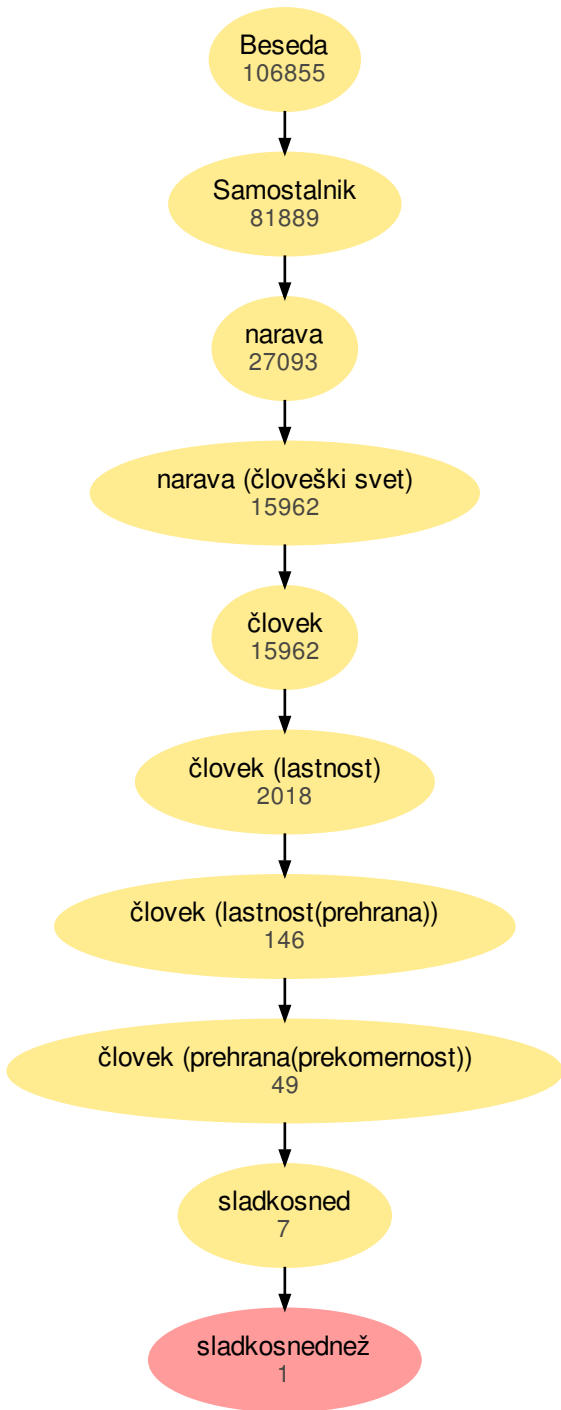 Beseda
106855
Samostalnik
81889
narava
27093
narava (človeški svet)
15962
človek
15962
človek (lastnost)
2018
človek (lastnost(prehrana))
146
človek (prehrana(prekomernost))
49
sladkosned
7
sladkosnednež
1